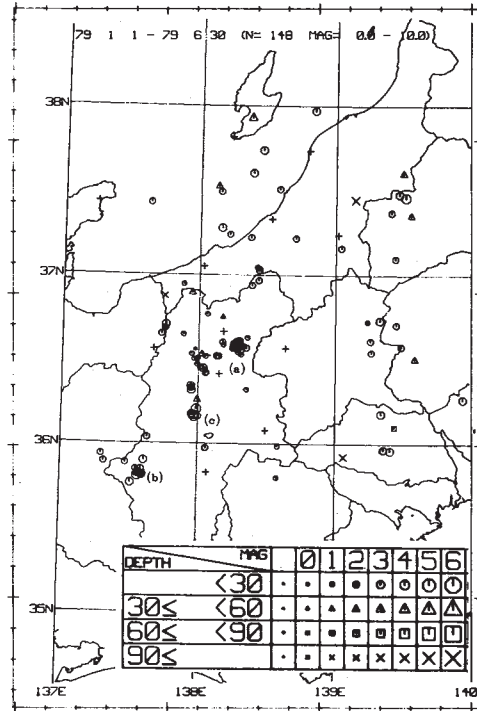 79 1 1 - 79 6 30 (N= 148 MAG= 0.0 - 10.0)
38N
37N
(a)
(c)
36N
(b)
DEPTH MAG 0 1 2 3 4 5 6
<30
30≤ <60
60≤ <90
35N
90≤
137E 138E 139E 140E